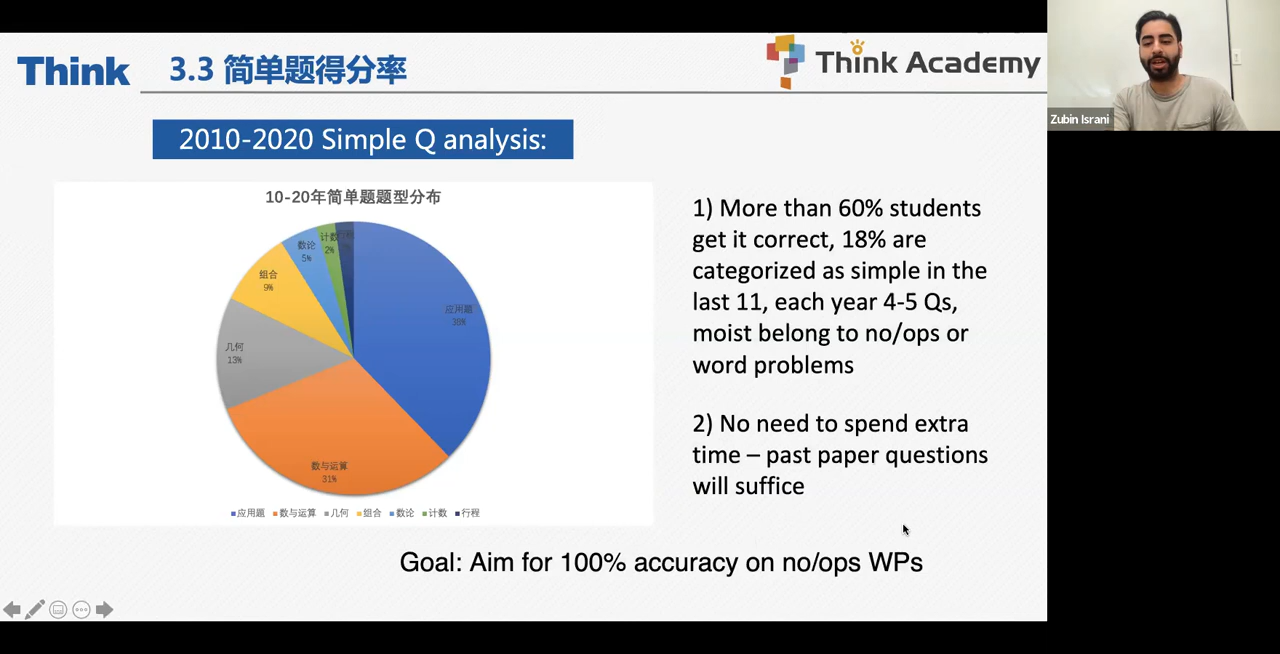 Think
3.3 简单题得分率
Think Academy
Zubin Israni
2010-2020 Simple Q analysis:
10-20年简单题题型分布
应用题
38%
数与运算
31%
几何
13%
组合
9%
数论
5%
计数
2%
■应用题 ■数与运算 ■几何 ■组合 ■数论 ■计数 ■行程
1) More than 60% students
get it correct, 18% are
categorized as simple in the
last 11, each year 4-5 Qs,
moist belong to no/ops or
word problems
2) No need to spend extra
time – past paper questions
will suffice
Goal: Aim for 100% accuracy on no/ops WPs